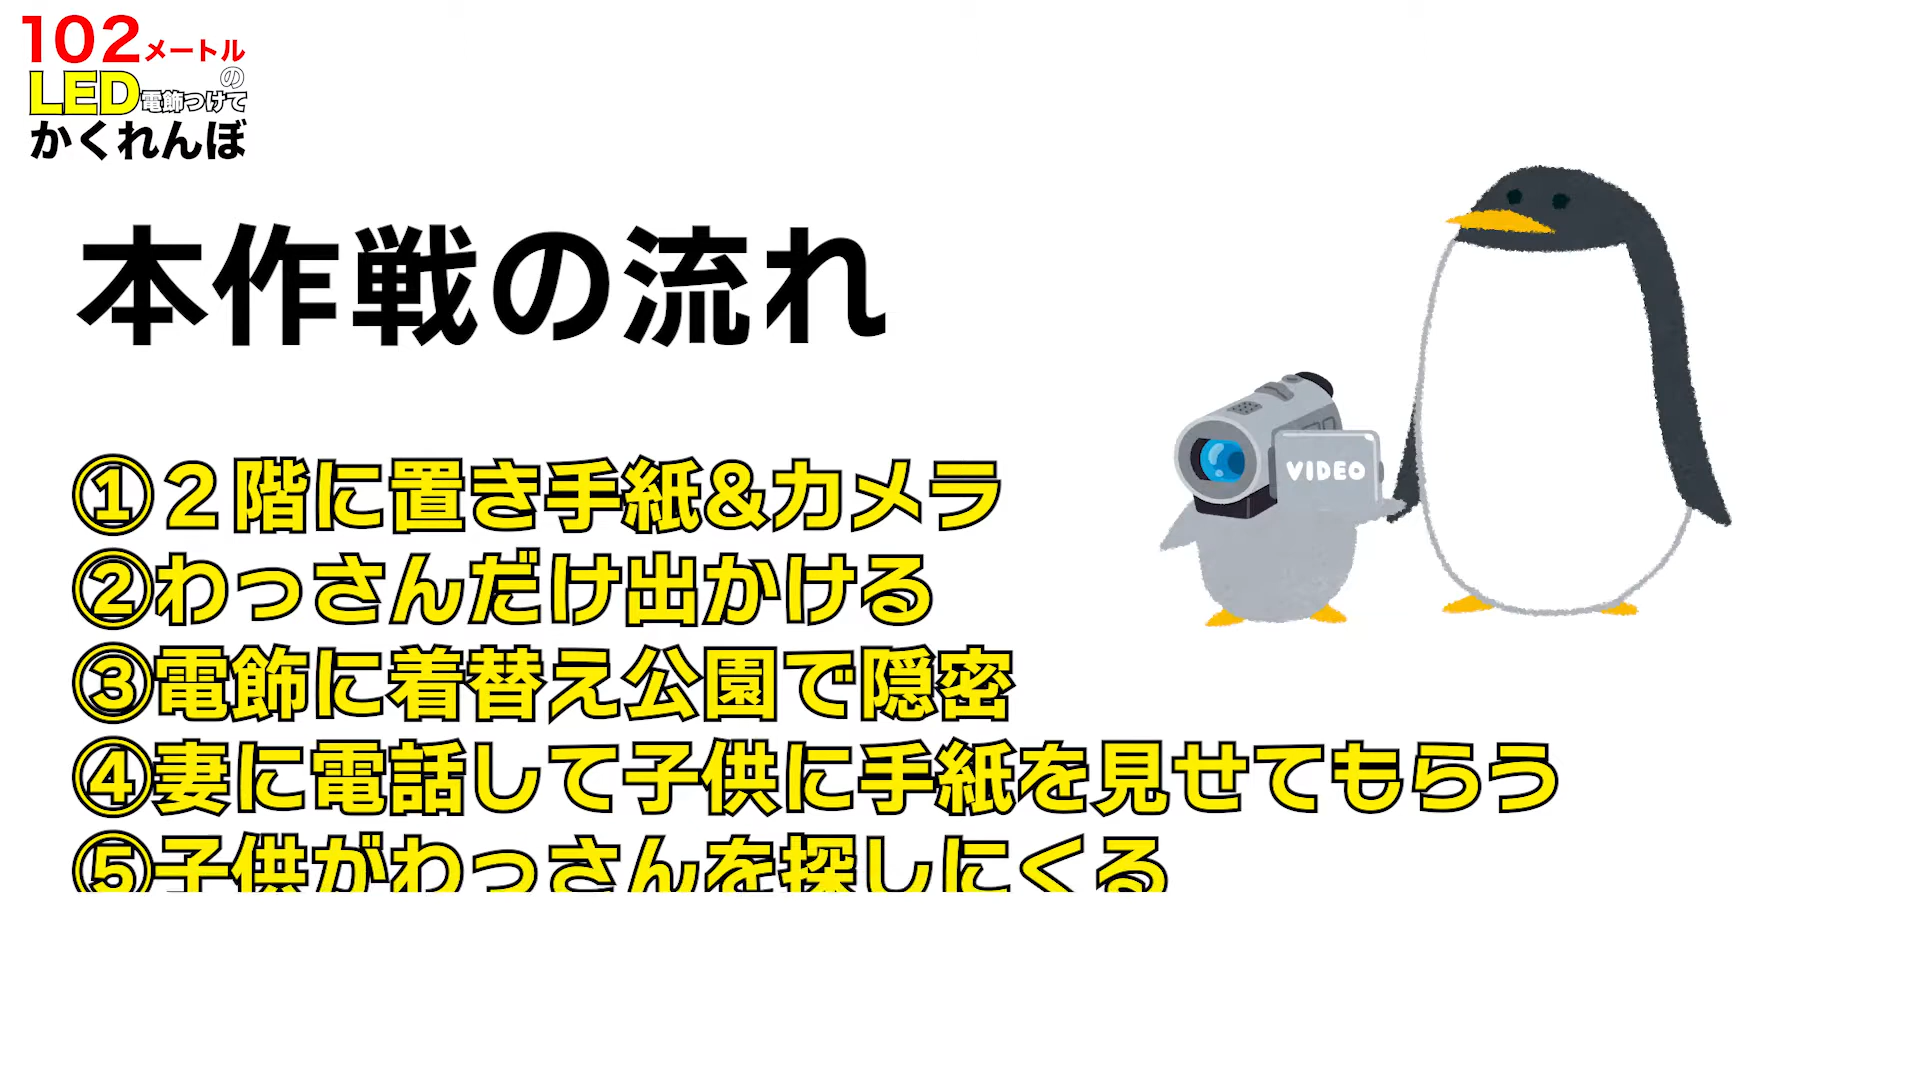 102メートル
の
LED電飾つけて
かくれんぼ
本作戦の流れ
VIDEO
①２階に置き手紙&カメラ
②わっさんだけ出かける
③電飾に着替え公園で隠密
④妻に電話して子供に手紙を見せてもらう
⑤子供がわっさんを探しにくる